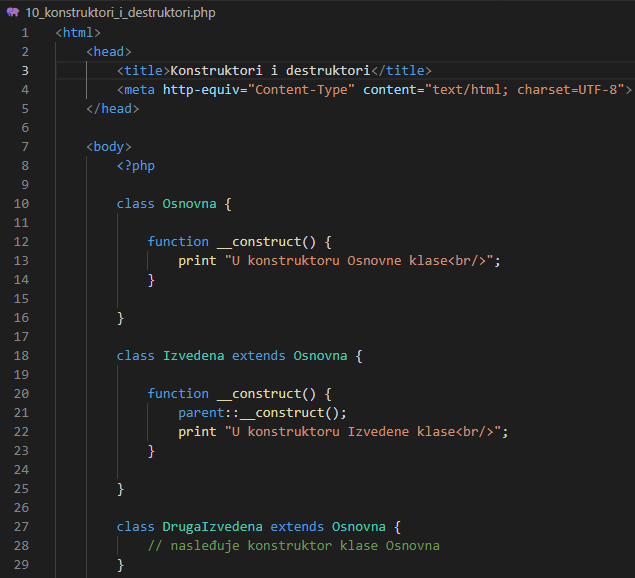 10_konstruktori_i_destruktori.php
1 <html>
2 <head>
3 <title>Konstruktori i destruktori</title>
4 <meta http-equiv="Content-Type" content="text/html; charset=UTF-8">
5 </head>
6
7 <body>
8 <?php
9
10 class Osnovna {
11
12 function __construct() {
13 print "U konstruktoru Osnovne klase<br/>";
14 }
15
16 }
17
18 class Izvedena extends Osnovna {
19
20 function __construct() {
21 parent::__construct();
22 print "U konstruktoru Izvedene klase<br/>";
23 }
24
25 }
26
27 class DrugaIzvedena extends Osnovna {
28 // nasleđuje konstruktor klase Osnovna
29 }